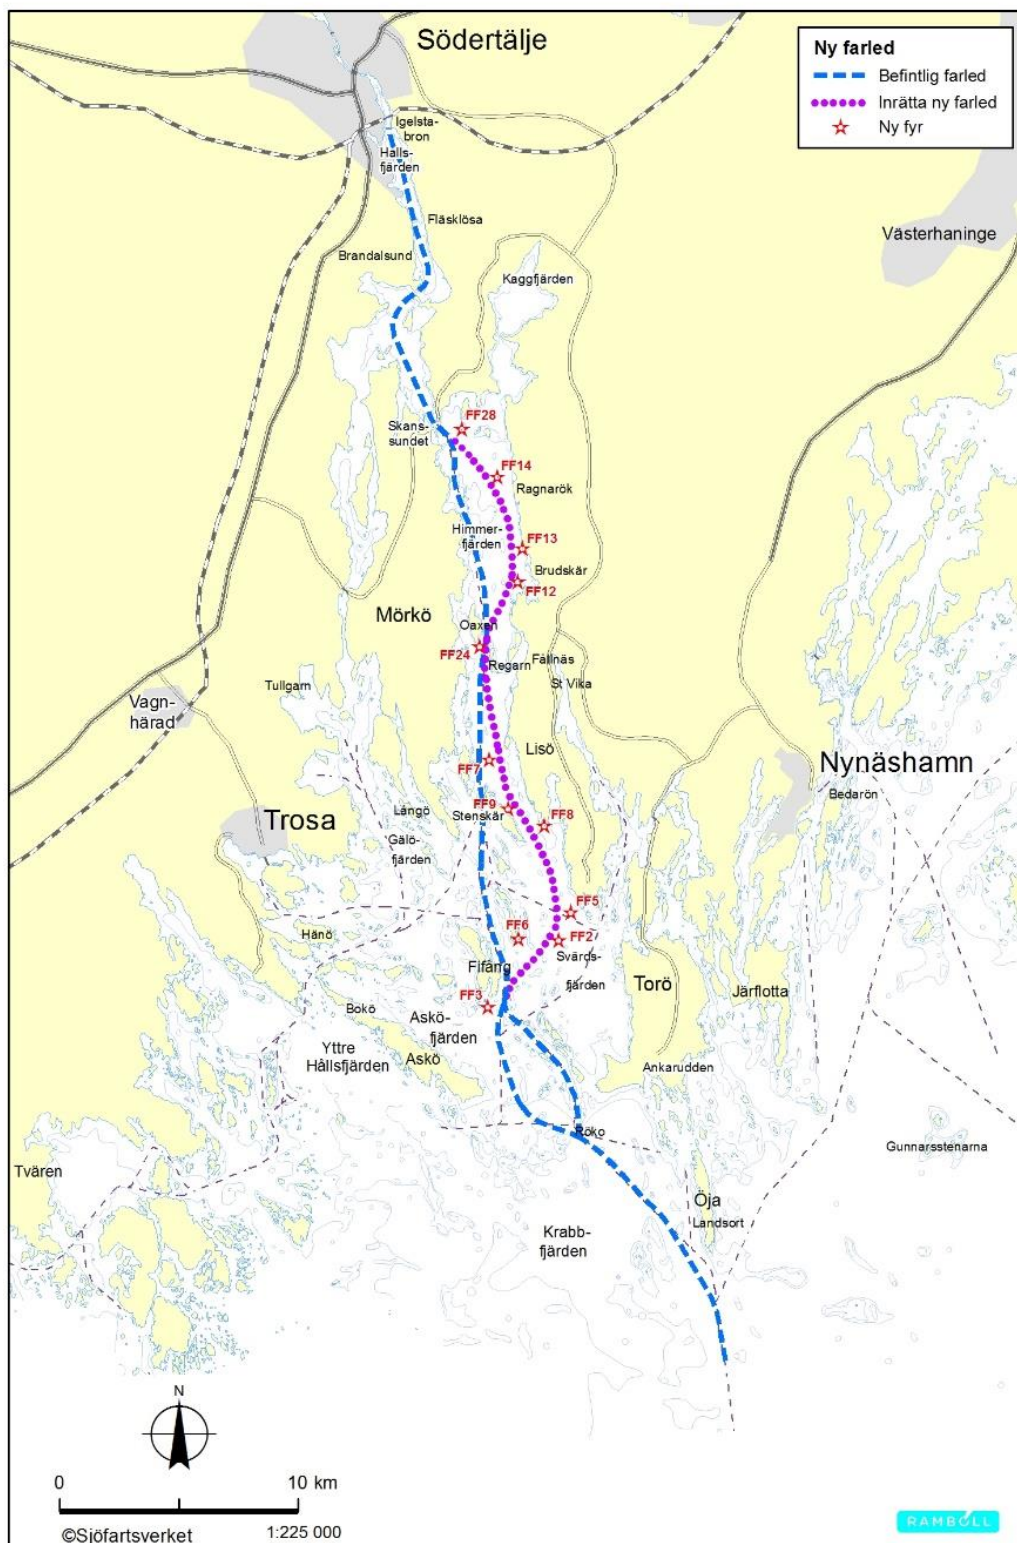 Södertälje
Ny farled
Befintlig farled
Inrätta ny farled
Ny fyr
Igelsta-
bron
Halls-
fjärden
Fläsklösa
Västerhaninge
Brandalsund
Kaggfjärden
Skans-
sundet
FF28
FF14
Ragnarök
Himmer-
fjärden
FF13
Brudskär
FF12
Mörkö
Oaxen
FF24
Regarn
Fållnäs
St Vika
Tullgarn
Vagn-
härad
Lisö
Nynäshamn
FF7
Bedarön
FF9
Långö
Stenskär
Trosa
FF8
Gälö-
fjärden
FF5
Hånö
FF6
FF2
Svärds-
fjärden
Fifång
Torö
Järflotta
FF3
Bokö
Askö-
fjärden
Yttre
Hållsfjärden
Askö
Ankarudden
Röko
Gunnarsstenarna
Tvären
Öja
Landsort
Krabb-
fjärden
N
0 10 km
©Sjöfartsverket 1:225 000
RAMBOLL